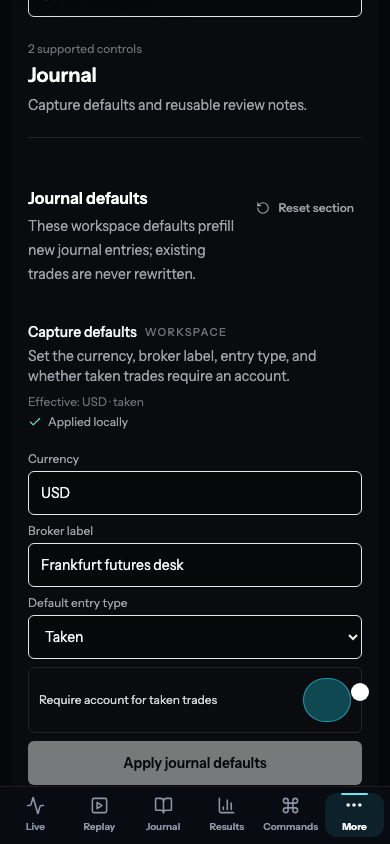 2 supported controls
Journal
Capture defaults and reusable review notes.
Journal defaults
Reset section
These workspace defaults prefill
new journal entries; existing
trades are never rewritten.
Capture defaults WORKSPACE
Set the currency, broker label, entry type, and
whether taken trades require an account.
Effective: USD · taken
Applied locally
Currency
USD
Broker label
Frankfurt futures desk
Default entry type
Taken
Require account for taken trades
Apply journal defaults
Live Replay Journal Results Commands More